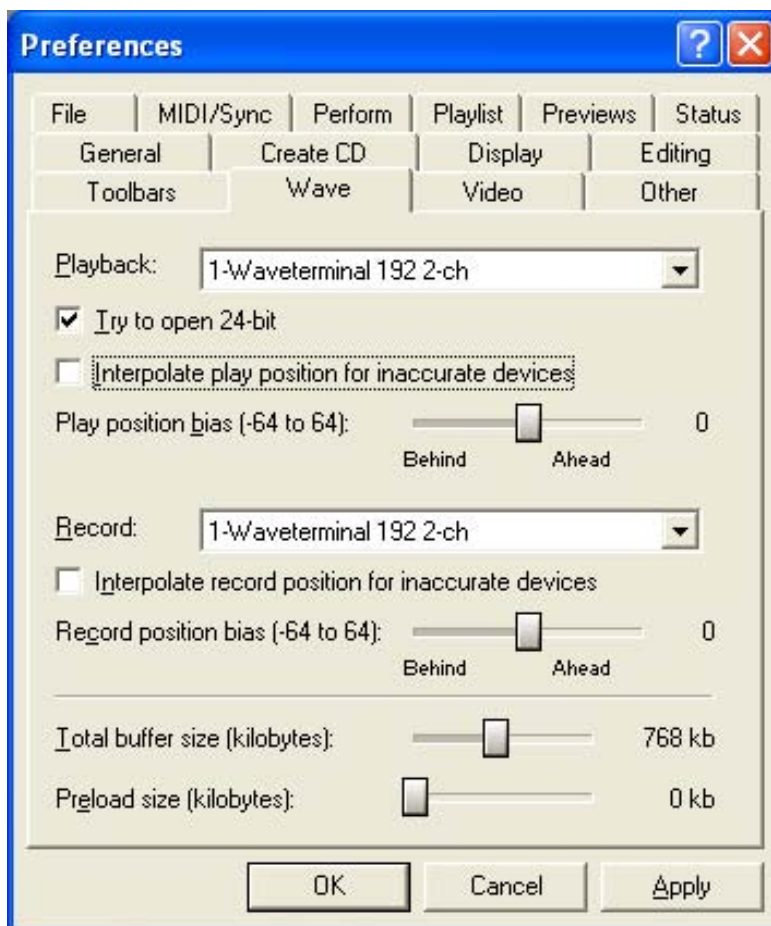 Preferences
File MIDI/Sync Perform Playlist Previews Status
General Create CD Display Editing
Toolbars Wave Video Other
Playback: 1-Waveterminal 192 2-ch
Try to open 24-bit
Interpolate play position for inaccurate devices
Play position bias (-64 to 64): 0
Behind Ahead
Record: 1-Waveterminal 192 2-ch
Interpolate record position for inaccurate devices
Record position bias (-64 to 64): 0
Behind Ahead
Total buffer size (kilobytes): 768 kb
Preload size (kilobytes): 0 kb
OK Cancel Apply